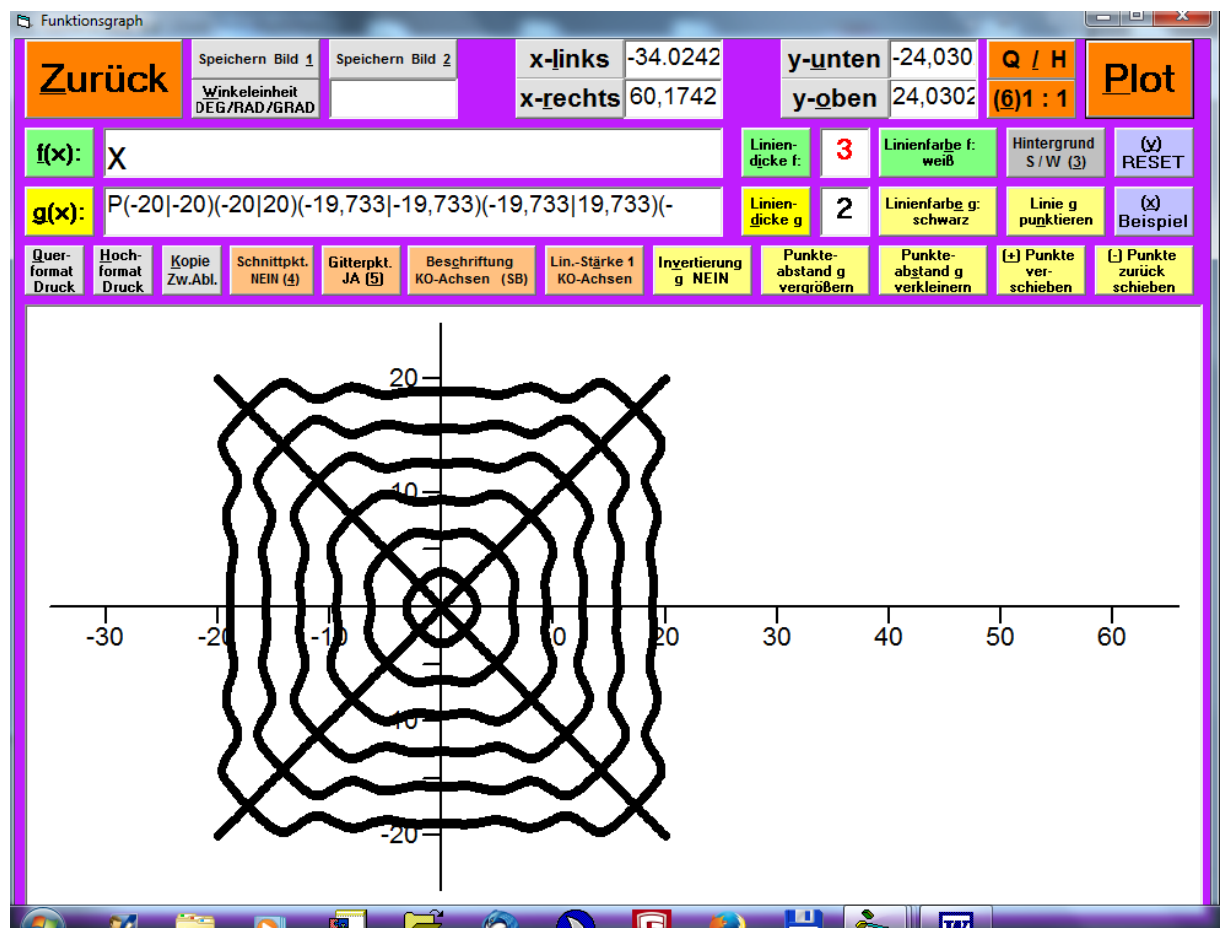 Funktionsgraph
Zurück
Speichern Bild 1
Speichern Bild 2
Winkeleinheit
DEG/RAD/GRAD
x-links
-34.0242
x-rechts
60,1742
y-unten
-24,030
y-oben
24,0302
Q / H
(6)1 : 1
Plot
f(x):
X
Linien-
dicke f:
3
Linienfarbe f:
weiß
Hintergrund
S / W (3)
(v)
RESET
g(x):
P(-20|-20)(-20|20)(-19,733|-19,733)(-19,733|19,733)(-
Linien-
dicke g
2
Linienfarbe g:
schwarz
Linie g
punktieren
(x)
Beispiel
Quer-
format
Druck
Hoch-
format
Druck
Kopie
Zw.Abl.
Schnittpkt.
NEIN (4)
Gitterpkt.
JA (5)
Beschriftung
KO-Achsen (SB)
Lin.-Stärke 1
KO-Achsen
Invertierung
g NEIN
Punkte-
abstand g
vergrößern
Punkte-
abstand g
verkleinern
(+) Punkte
ver-
schieben
(-) Punkte
zurück
schieben
20
10
-30
-20
-10
0
20
30
40
50
60
-10
-20
W